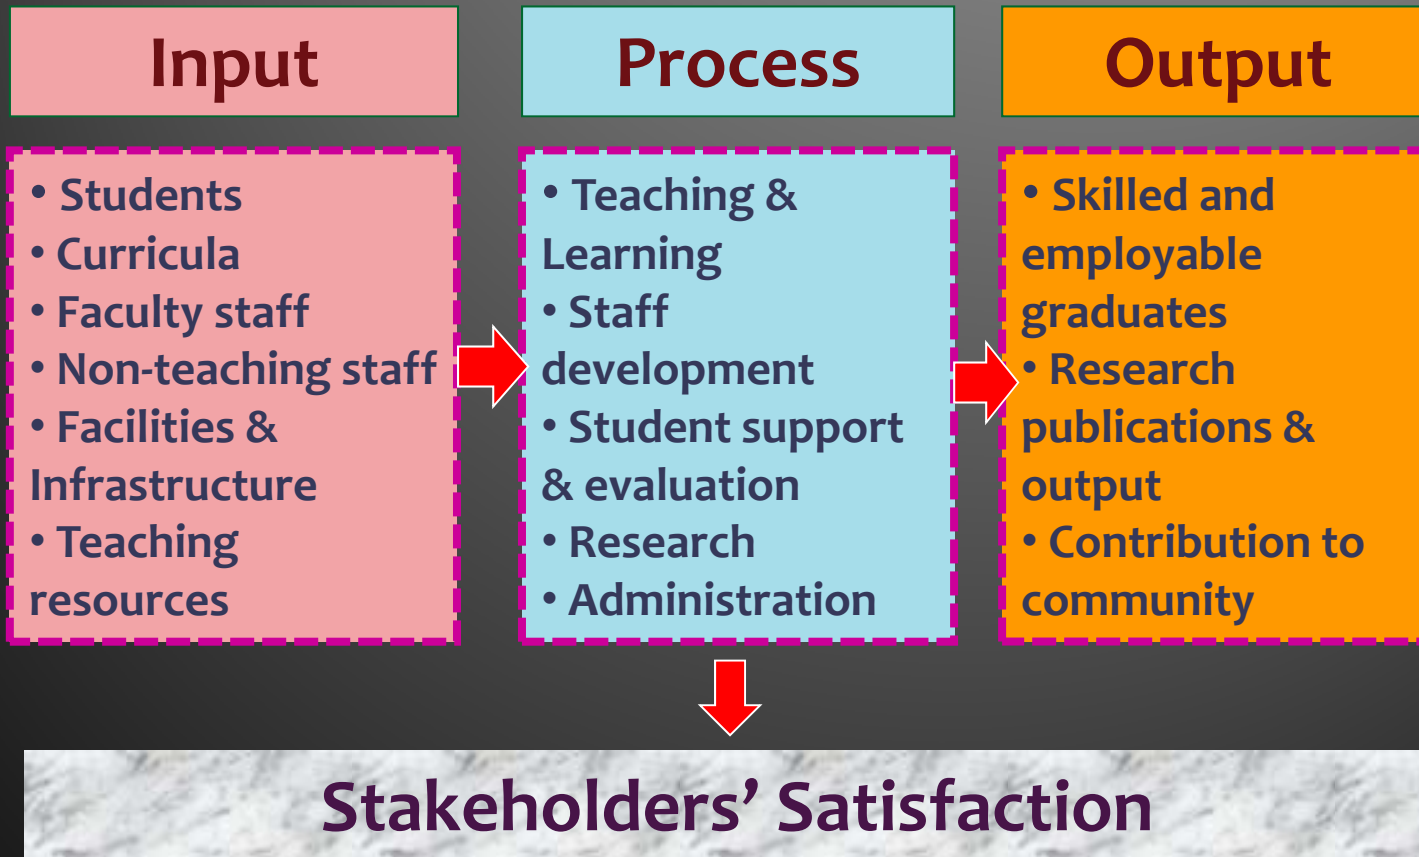 Input
• Students
• Curricula
• Faculty staff
• Non-teaching staff
• Facilities &
Infrastructure
• Teaching
resources
Process
• Teaching &
Learning
• Staff
development
• Student support
& evaluation
• Research
• Administration
Output
• Skilled and
employable
graduates
• Research
publications &
output
• Contribution to
community
Stakeholders’ Satisfaction